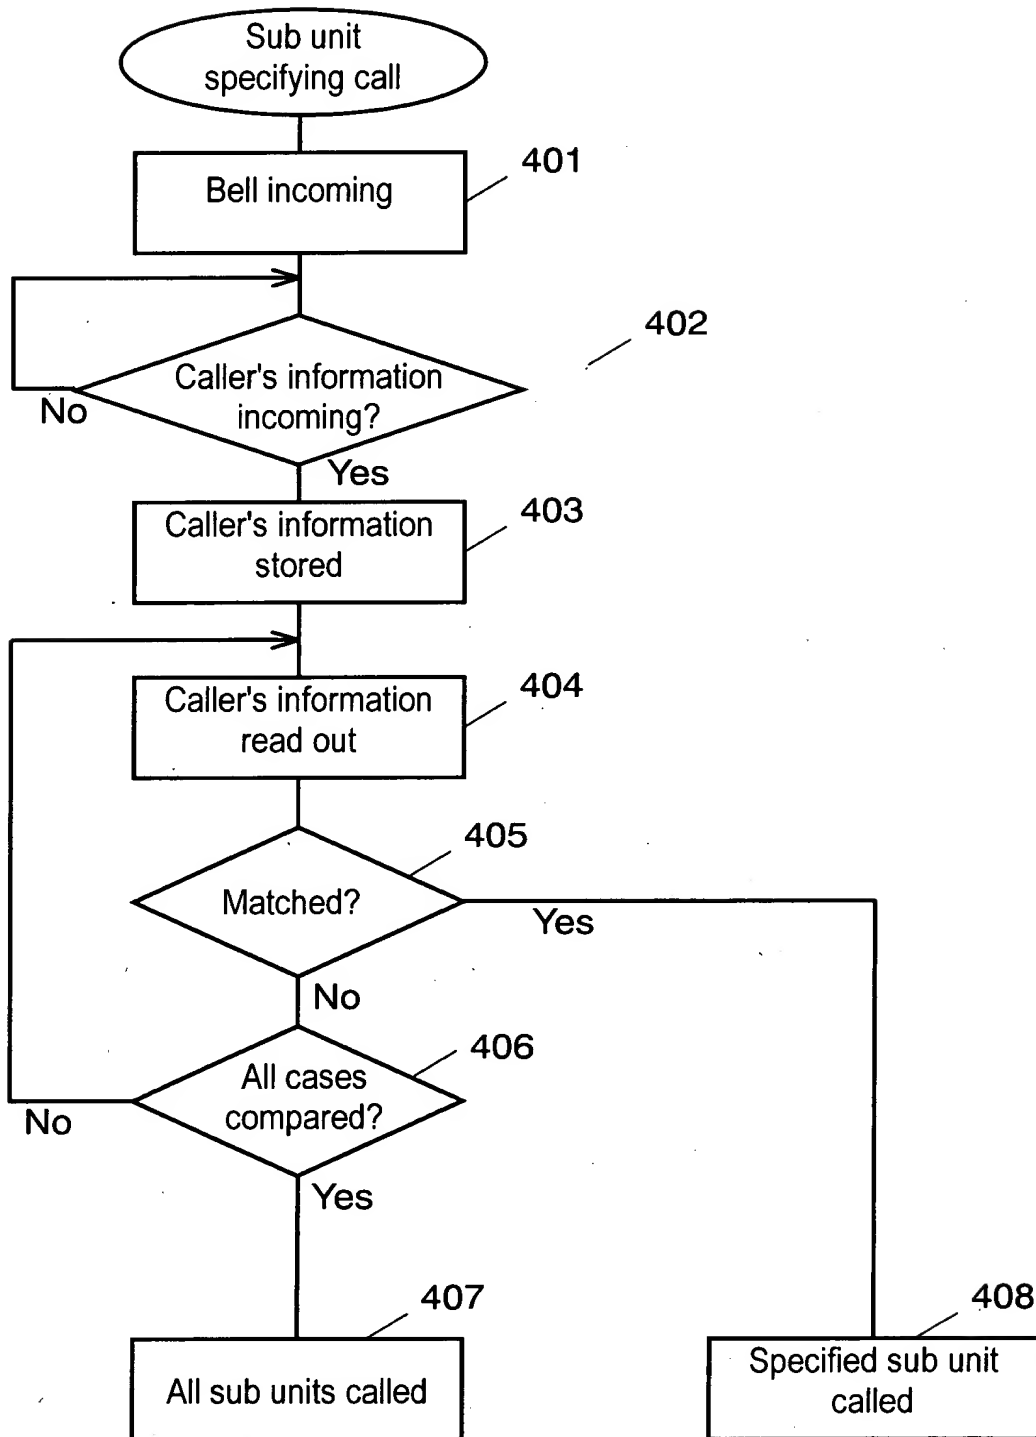 Sub unit
specifying call
Bell incoming
401
Caller's information
incoming?
402
No
Yes
Caller's information
stored
403
Caller's information
read out
404
Matched?
405
Yes
No
All cases
compared?
406
No
Yes
All sub units called
407
Specified sub unit
called
408